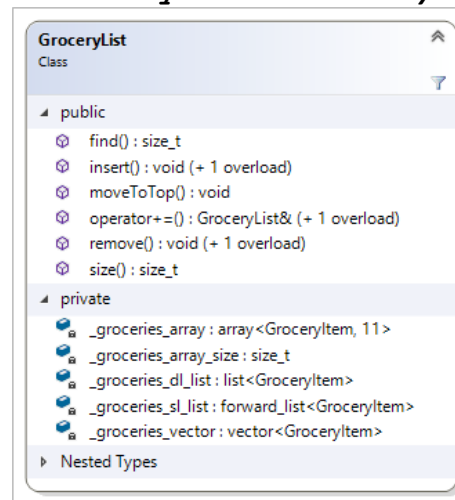 GroceryList
Class
public
find() : size_t
insert() : void (+ 1 overload)
moveToTop() : void
operator+=() : GroceryList& (+ 1 overload)
remove() : void (+ 1 overload)
size() : size_t
private
_groceries_array : array<GroceryItem, 11>
_groceries_array_size : size_t
_groceries_dl_list : list<GroceryItem>
_groceries_sl_list : forward_list<GroceryItem>
_groceries_vector : vector<GroceryItem>
Nested Types